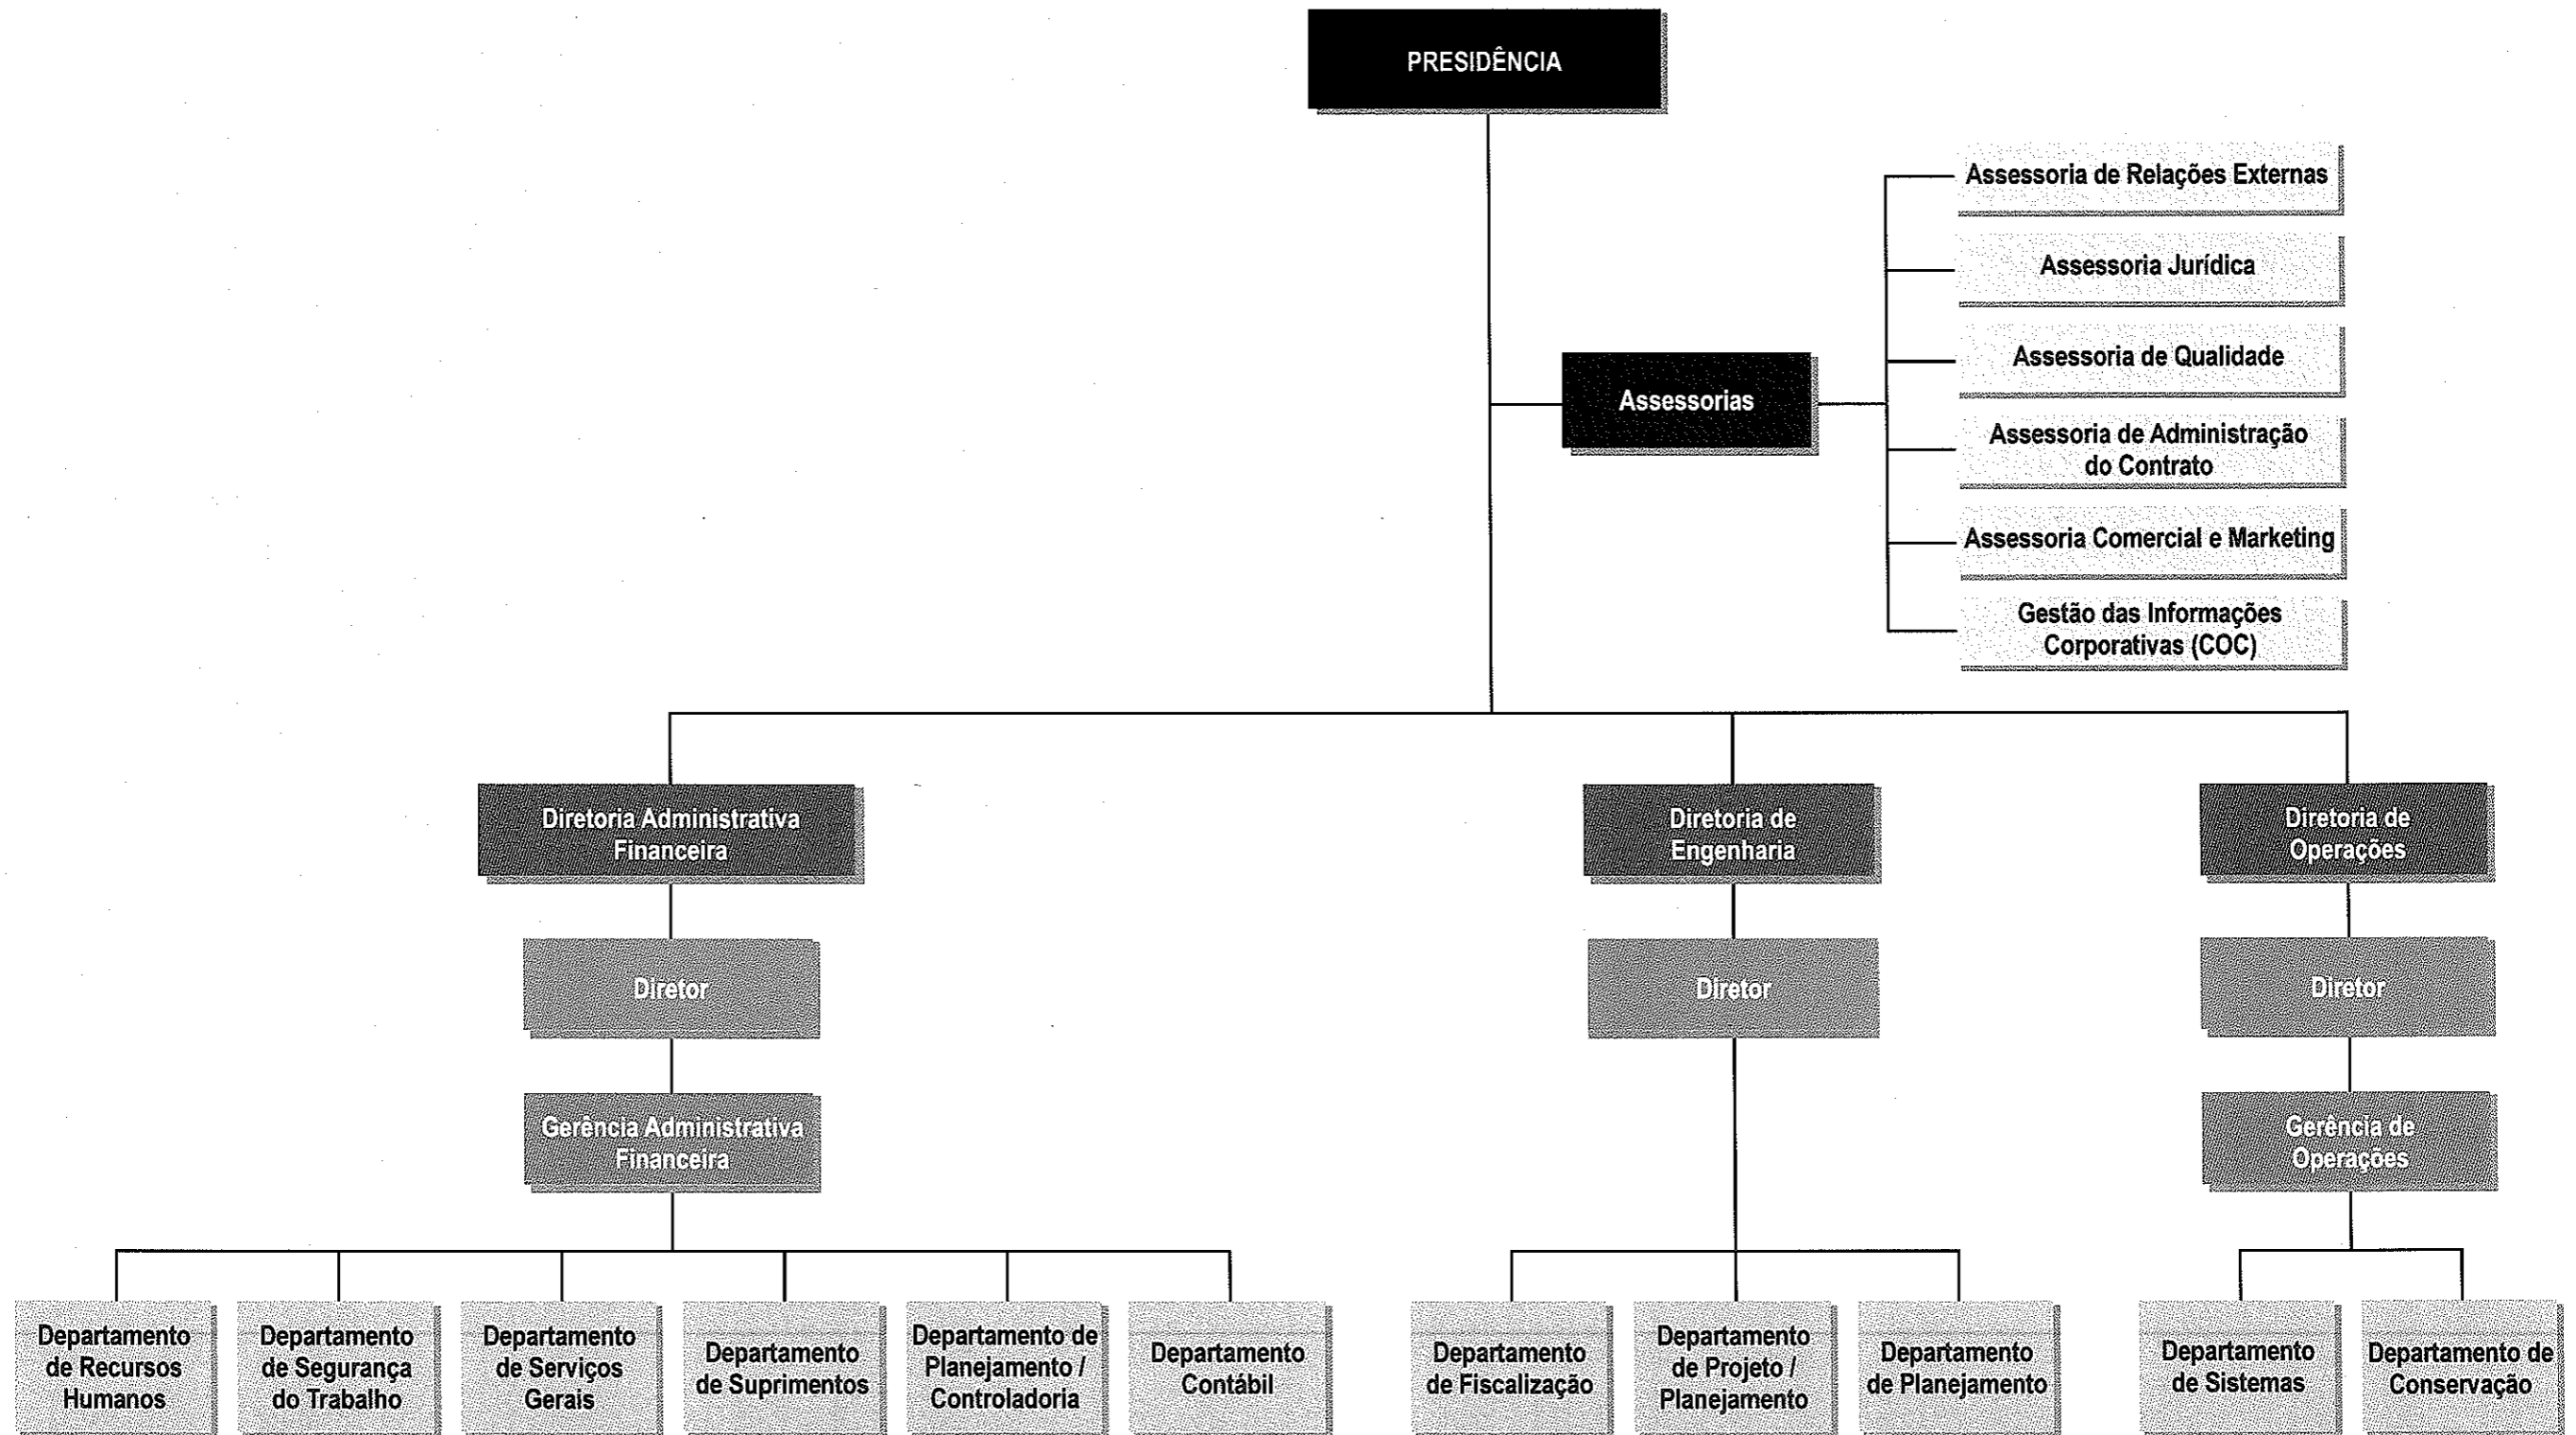 PRESIDÊNCIA
Assessoria de Relações Externas
Assessoria Jurídica
Assessoria de Qualidade
Assessorias
Assessoria de Administração
do Contrato
Assessoria Comercial e Marketing
Gestão das Informações
Corporativas (COC)
Diretoria Administrativa
Financeira
Diretoria de
Engenharia
Diretoria de
Operações
Diretor
Diretor
Diretor
Gerência Administrativa
Financeira
Gerência de
Operações
Departamento
de Recursos
Humanos
Departamento
de Segurança
do Trabalho
Departamento
de Serviços
Gerais
Departamento
de Suprimentos
Departamento de
Planejamento /
Controladoria
Departamento
Contábil
Departamento
de Fiscalização
Departamento
de Projeto /
Planejamento
Departamento
de Planejamento
Departamento
de Sistemas
Departamento de
Conservação